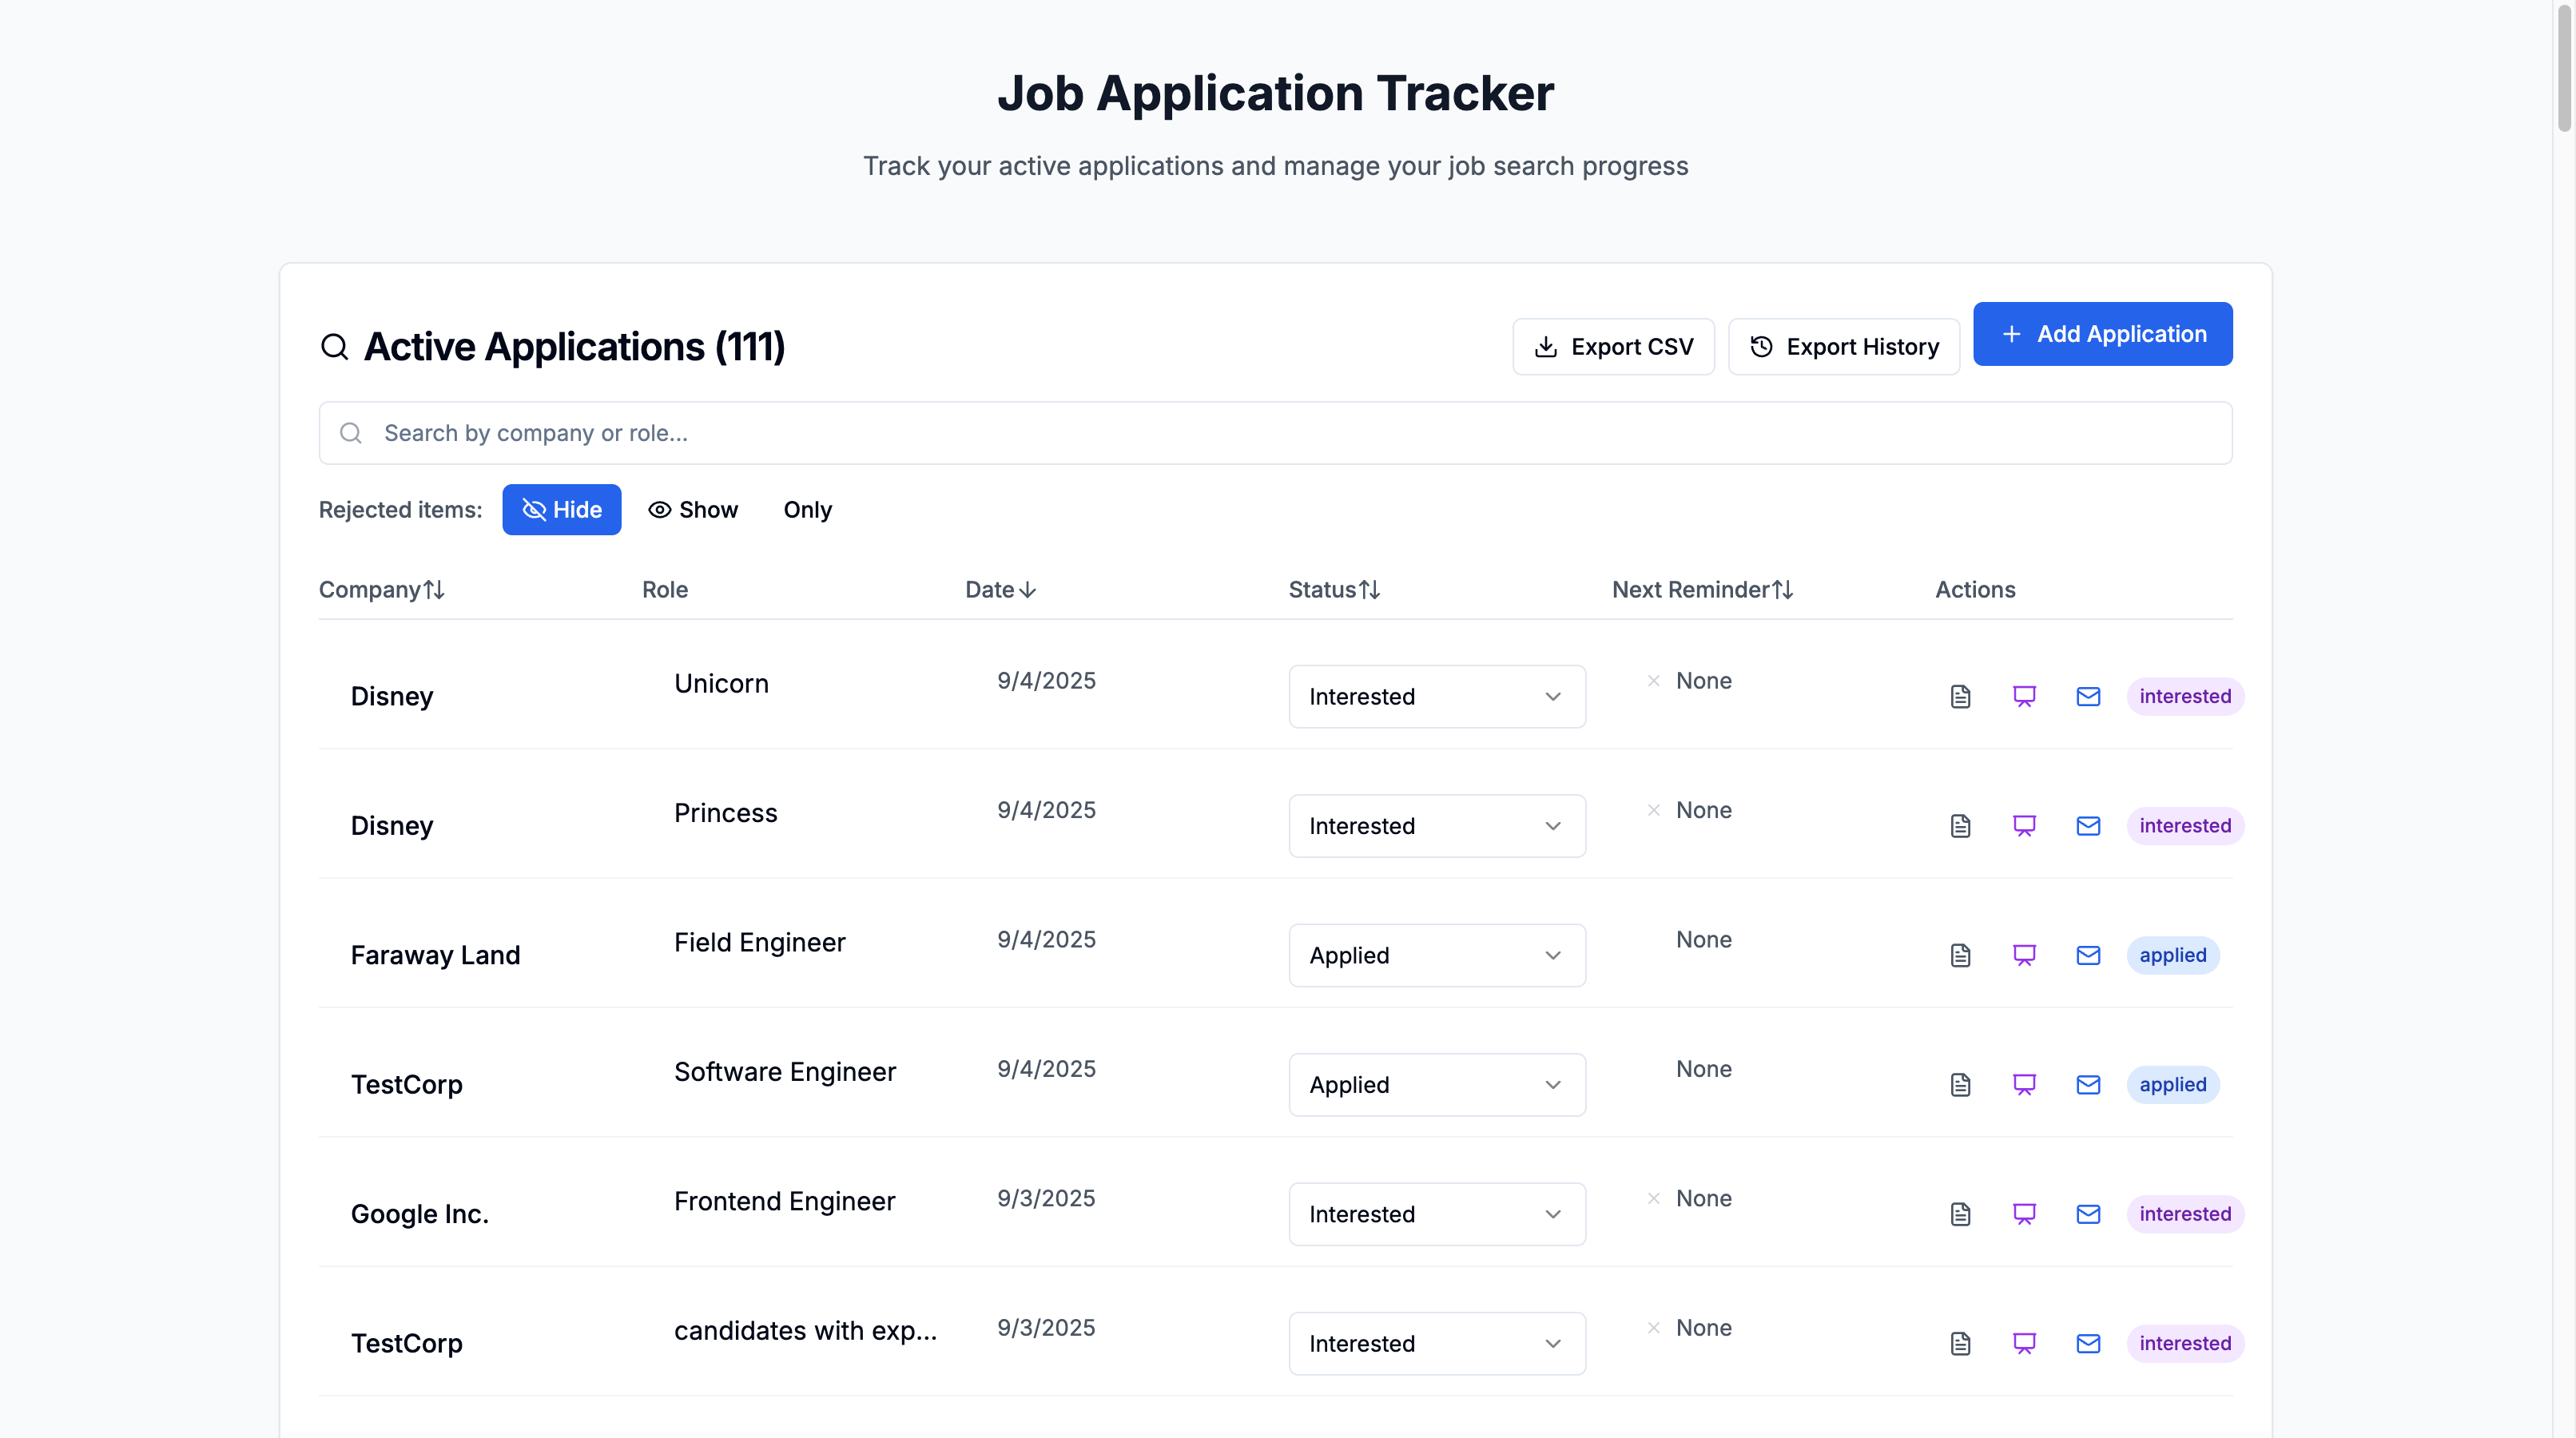 Job Application Tracker
Track your active applications and manage your job search progress
Active Applications (111)
Export CSV
Export History
Add Application
Search by company or role...
Rejected items: Hide Show Only
Company Role Date Status Next Reminder Actions
Disney Unicorn 9/4/2025 Interested None interested
Disney Princess 9/4/2025 Interested None interested
Faraway Land Field Engineer 9/4/2025 Applied None applied
TestCorp Software Engineer 9/4/2025 Applied None applied
Google Inc. Frontend Engineer 9/3/2025 Interested None interested
TestCorp candidates with exp... 9/3/2025 Interested None interested